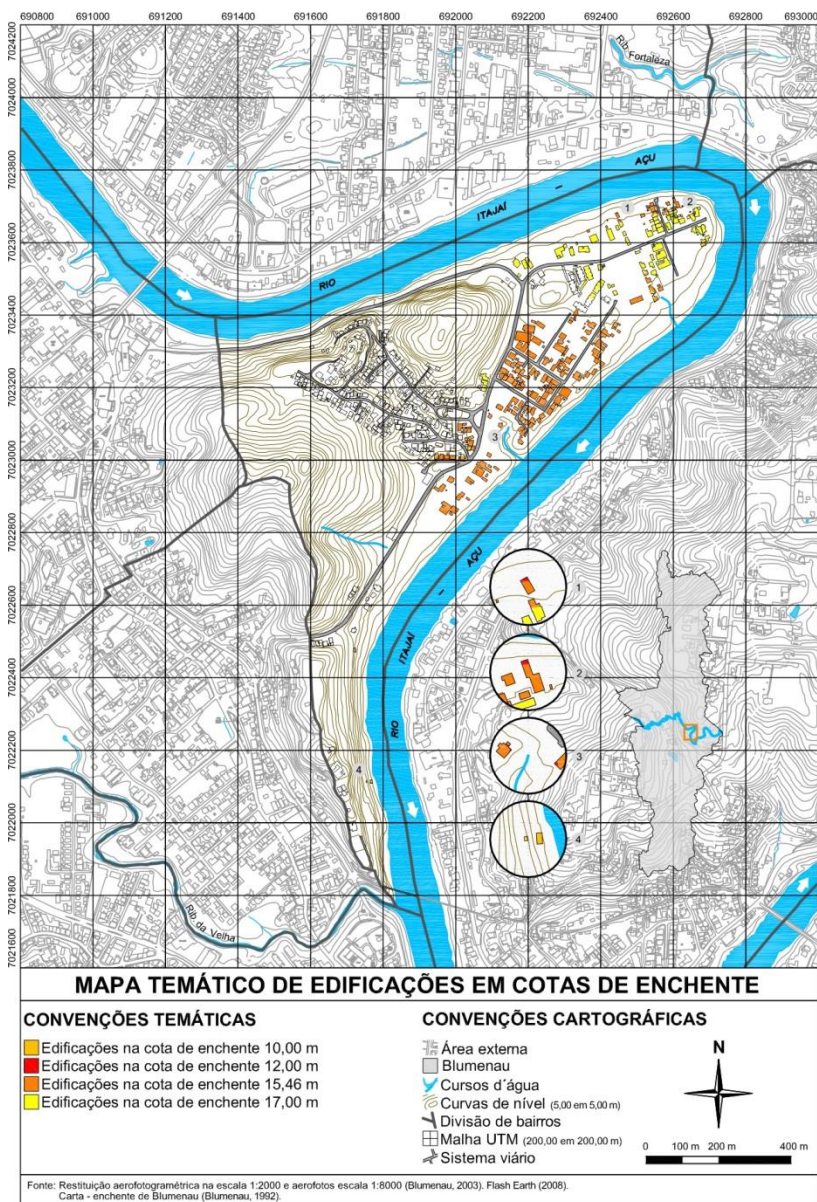 690800 691000 691200 691400 691600 691800 692000 692200 692400 692600 692800 693000
7024200
7024000
7023800
7023600
7023400
7023200
7023000
7022800
7022600
7022400
7022200
7022000
7021800
7021600
Rib Fortaleza
RIO ITAJAÍ - AÇU
1
2
3
RIO ITAJAÍ - AÇU
4
Rib da Velha
1
2
3
4
MAPA TEMÁTICO DE EDIFICAÇÕES EM COTAS DE ENCHENTE
CONVENÇÕES TEMÁTICAS
Edificações na cota de enchente 10,00 m
Edificações na cota de enchente 12,00 m
Edificações na cota de enchente 15,46 m
Edificações na cota de enchente 17,00 m
CONVENÇÕES CARTOGRÁFICAS
Área externa
Blumenau
Cursos d´água
Curvas de nível (5,00 em 5,00 m)
Divisão de bairros
Malha UTM (200,00 em 200,00 m)
Sistema viário
N
0 100 m 200 m 400 m
Fonte: Restituição aerofotogramétrica na escala 1:2000 e aerofotos escala 1:8000 (Blumenau, 2003). Flash Earth (2008).
Carta - enchente de Blumenau (Blumenau, 1992).